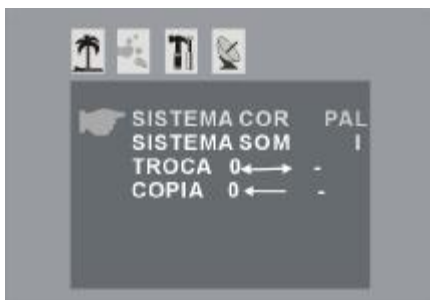 SISTEMA COR PAL
SISTEMA SOM I
TROCA 0⟷ -
COPIA 0⟵ -